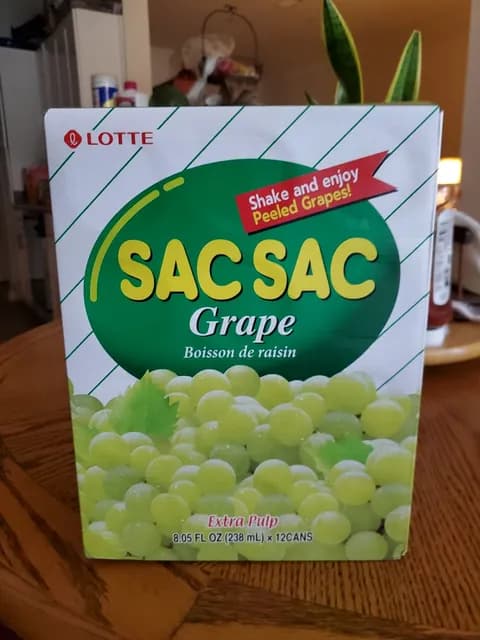 LOTTE
Shake and enjoy
Peeled Grapes!
SAC SAC
Grape
Boisson de raisin
Extra Pulp
8.05 FL OZ (238 mL) x 12CANS